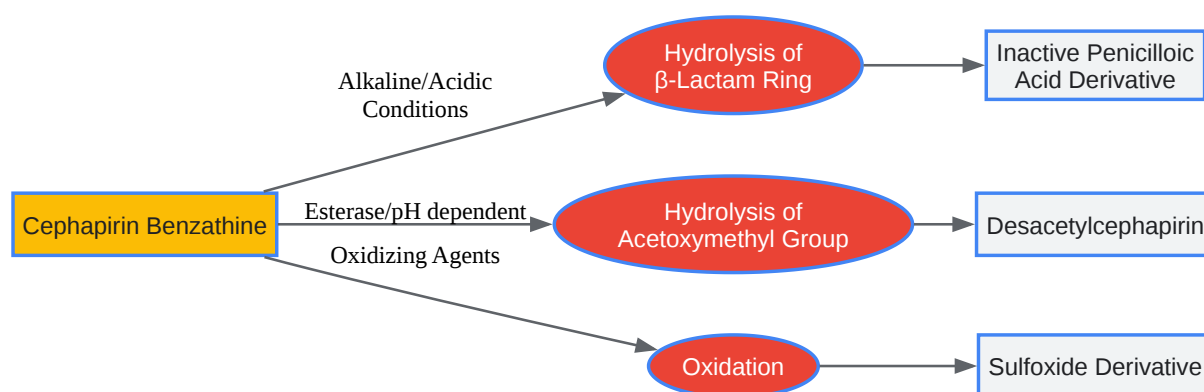 Hydrolysis of
β-Lactam Ring
Inactive Penicilloic
Acid Derivative
Alkaline/Acidic
Conditions
Cephapirin Benzathine
Esterase/pH dependent
Hydrolysis of
Acetoxymethyl Group
Desacetylcephapirin
Oxidizing Agents
Oxidation
Sulfoxide Derivative